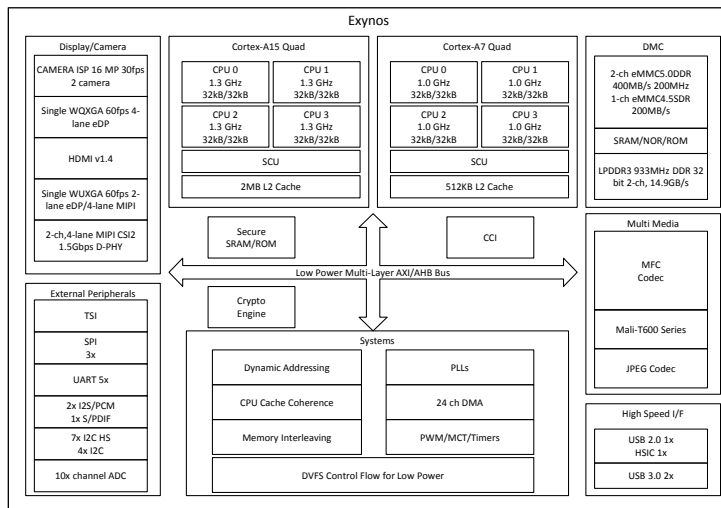 Exynos
Display/Camera
CAMERA ISP 16 MP 30fps
2 camera
Single WQXGA 60fps 4-
lane eDP
HDMI v1.4
Single WUXGA 60fps 2-
lane eDP/4-lane MIPI
2-ch,4-lane MIPI CSI2
1.5Gbps D-PHY
Cortex-A15 Quad
CPU 0
1.3 GHz
32kB/32kB
CPU 1
1.3 GHz
32kB/32kB
CPU 2
1.3 GHz
32kB/32kB
CPU 3
1.3 GHz
32kB/32kB
SCU
2MB L2 Cache
Cortex-A7 Quad
CPU 0
1.0 GHz
32kB/32kB
CPU 1
1.0 GHz
32kB/32kB
CPU 2
1.0 GHz
32kB/32kB
CPU 3
1.0 GHz
32kB/32kB
SCU
512KB L2 Cache
DMC
2-ch eMMC5.0DDR
400MB/s 200MHz
1-ch eMMC4.5SDR
200MB/s
SRAM/NOR/ROM
LPDDR3 933MHz DDR 32
bit 2-ch, 14.9GB/s
Secure
SRAM/ROM
CCI
Low Power Multi-Layer AXI/AHB Bus
Crypto
Engine
Multi Media
MFC
Codec
Mali-T600 Series
JPEG Codec
External Peripherals
TSI
SPI
3x
UART 5x
2x I2S/PCM
1x S/PDIF
7x I2C HS
4x I2C
10x channel ADC
Systems
Dynamic Addressing
PLLs
CPU Cache Coherence
24 ch DMA
Memory Interleaving
PWM/MCT/Timers
DVFS Control Flow for Low Power
High Speed I/F
USB 2.0 1x
HSIC 1x
USB 3.0 2x